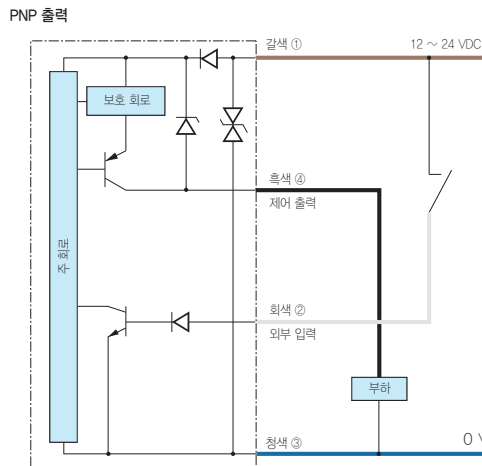 PNP 출력
갈색 ①
12 ~ 24 VDC
보호 회로
흑색 ④
제어 출력
주 회로
회색 ②
외부 입력
부하
청색 ③
0 V